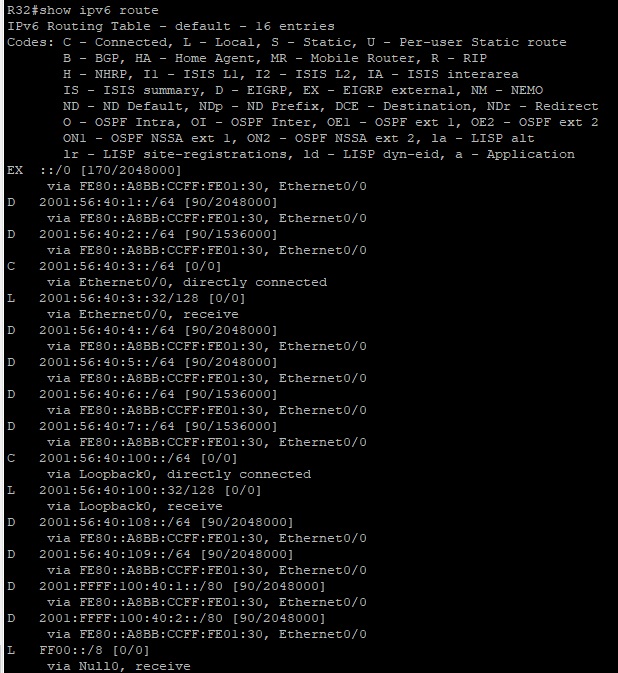 R32#show ipv6 route
IPv6 Routing Table - default - 16 entries
Codes: C - Connected, L - Local, S - Static, U - Per-user Static route
B - BGP, HA - Home Agent, MR - Mobile Router, R - RIP
H - NHRP, I1 - ISIS L1, I2 - ISIS L2, IA - ISIS interarea
IS - ISIS summary, D - EIGRP, EX - EIGRP external, NM - NEMO
ND - ND Default, NDp - ND Prefix, DCE - Destination, NDr - Redirect
O - OSPF Intra, OI - OSPF Inter, OE1 - OSPF ext 1, OE2 - OSPF ext 2
ON1 - OSPF NSSA ext 1, ON2 - OSPF NSSA ext 2, la - LISP alt
lr - LISP site-registrations, ld - LISP dyn-eid, a - Application
EX ::/0 [170/2048000]
via FE80::A8BB:CCFF:FE01:30, Ethernet0/0
D 2001:56:40:1::/64 [90/2048000]
via FE80::A8BB:CCFF:FE01:30, Ethernet0/0
D 2001:56:40:2::/64 [90/1536000]
via FE80::A8BB:CCFF:FE01:30, Ethernet0/0
C 2001:56:40:3::/64 [0/0]
via Ethernet0/0, directly connected
L 2001:56:40:3::32/128 [0/0]
via Ethernet0/0, receive
D 2001:56:40:4::/64 [90/2048000]
via FE80::A8BB:CCFF:FE01:30, Ethernet0/0
D 2001:56:40:5::/64 [90/2048000]
via FE80::A8BB:CCFF:FE01:30, Ethernet0/0
D 2001:56:40:6::/64 [90/1536000]
via FE80::A8BB:CCFF:FE01:30, Ethernet0/0
D 2001:56:40:7::/64 [90/1536000]
via FE80::A8BB:CCFF:FE01:30, Ethernet0/0
C 2001:56:40:100::/64 [0/0]
via Loopback0, directly connected
L 2001:56:40:100::32/128 [0/0]
via Loopback0, receive
D 2001:56:40:108::/64 [90/2048000]
via FE80::A8BB:CCFF:FE01:30, Ethernet0/0
D 2001:56:40:109::/64 [90/2048000]
via FE80::A8BB:CCFF:FE01:30, Ethernet0/0
D 2001:FFFF:100:40:1::/80 [90/2048000]
via FE80::A8BB:CCFF:FE01:30, Ethernet0/0
D 2001:FFFF:100:40:2::/80 [90/2048000]
via FE80::A8BB:CCFF:FE01:30, Ethernet0/0
L FF00::/8 [0/0]
via Null0, receive